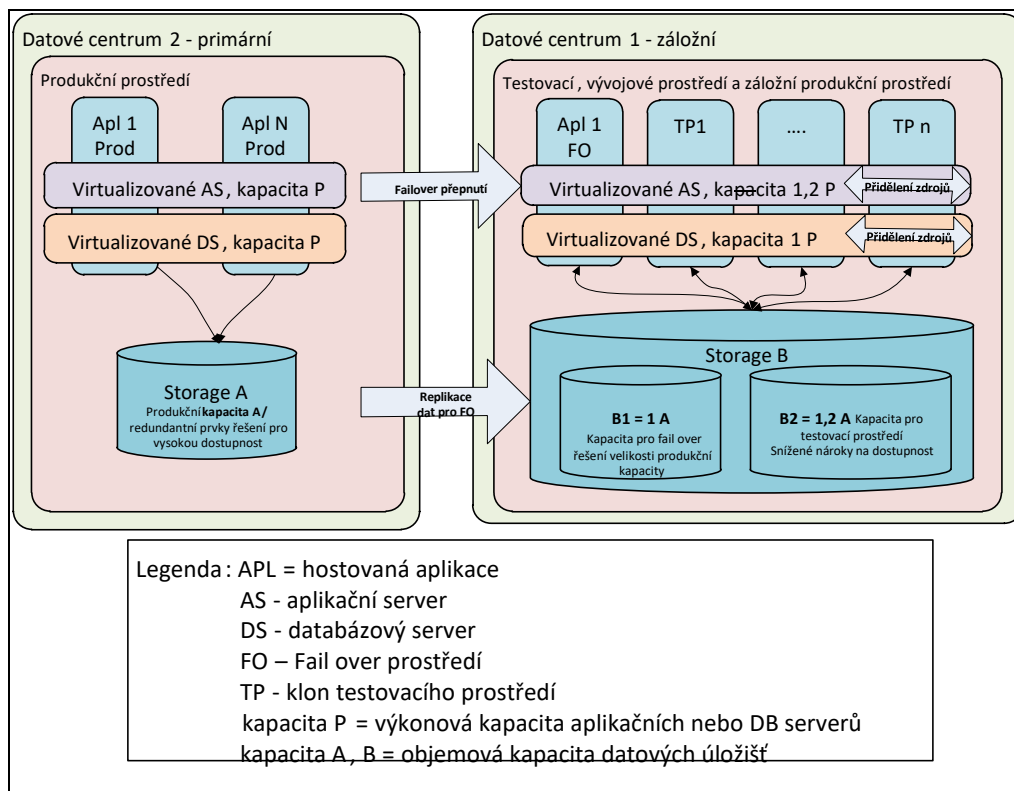 Datové centrum 2 - primární
Produkční prostředí
Apl 1
Prod
Apl N
Prod
Virtualizované AS, kapacita P
Virtualizované DS, kapacita P
Storage A
Produkční kapacita A/
redundantní prvky řešení pro
vysokou dostupnost
Failover přepnutí
Replikace
dat pro FO
Datové centrum 1 - záložní
Testovací, vývojové prostředí a záložní produkční prostředí
Apl 1
FO
TP1
....
TP n
Virtualizované AS, kapacita 1,2 P
Přidělení zdrojů
Virtualizované DS, kapacita 1 P
Přidělení zdrojů
Storage B
B1 = 1 A
Kapacita pro fail over
řešení velikosti produkční
kapacity
B2 = 1,2 A Kapacita pro
testovací prostředí
Snížené nároky na dostupnost
Legenda: APL = hostovaná aplikace
AS - aplikační server
DS - databázový server
FO – Fail over prostředí
TP - klon testovacího prostředí
kapacita P = výkonová kapacita aplikačních nebo DB serverů
kapacita A, B = objemová kapacita datových úložišť